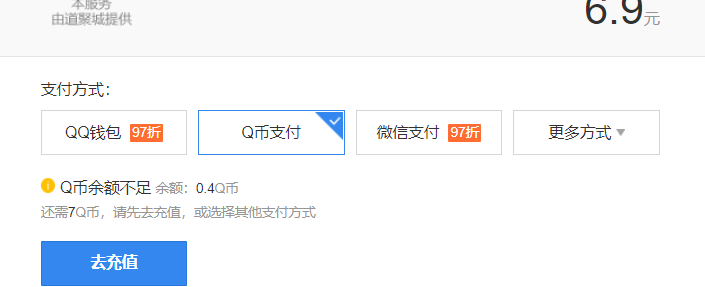 本服务
6.9元
由道聚城提供
支付方式：
QQ钱包 97折 Q币支付 微信支付 97折 更多方式
Q币余额不足 余额：0.4Q币
还需7Q币，请先去充值，或选择其他支付方式
去充值